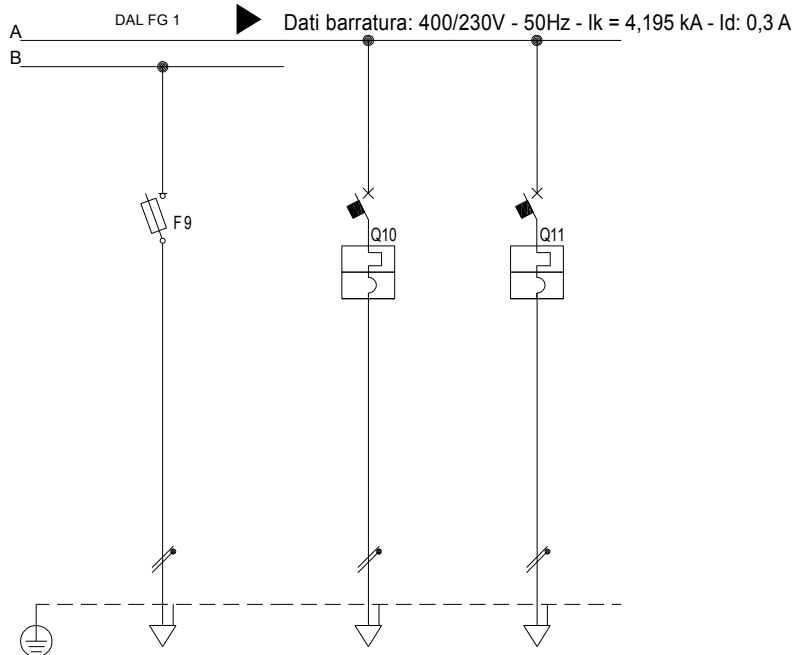 DAL FG 1
Dati barratura: 400/230V - 50Hz - Ik = 4,195 kA - Id: 0,3 A
A
B
F9
Q10
Q11